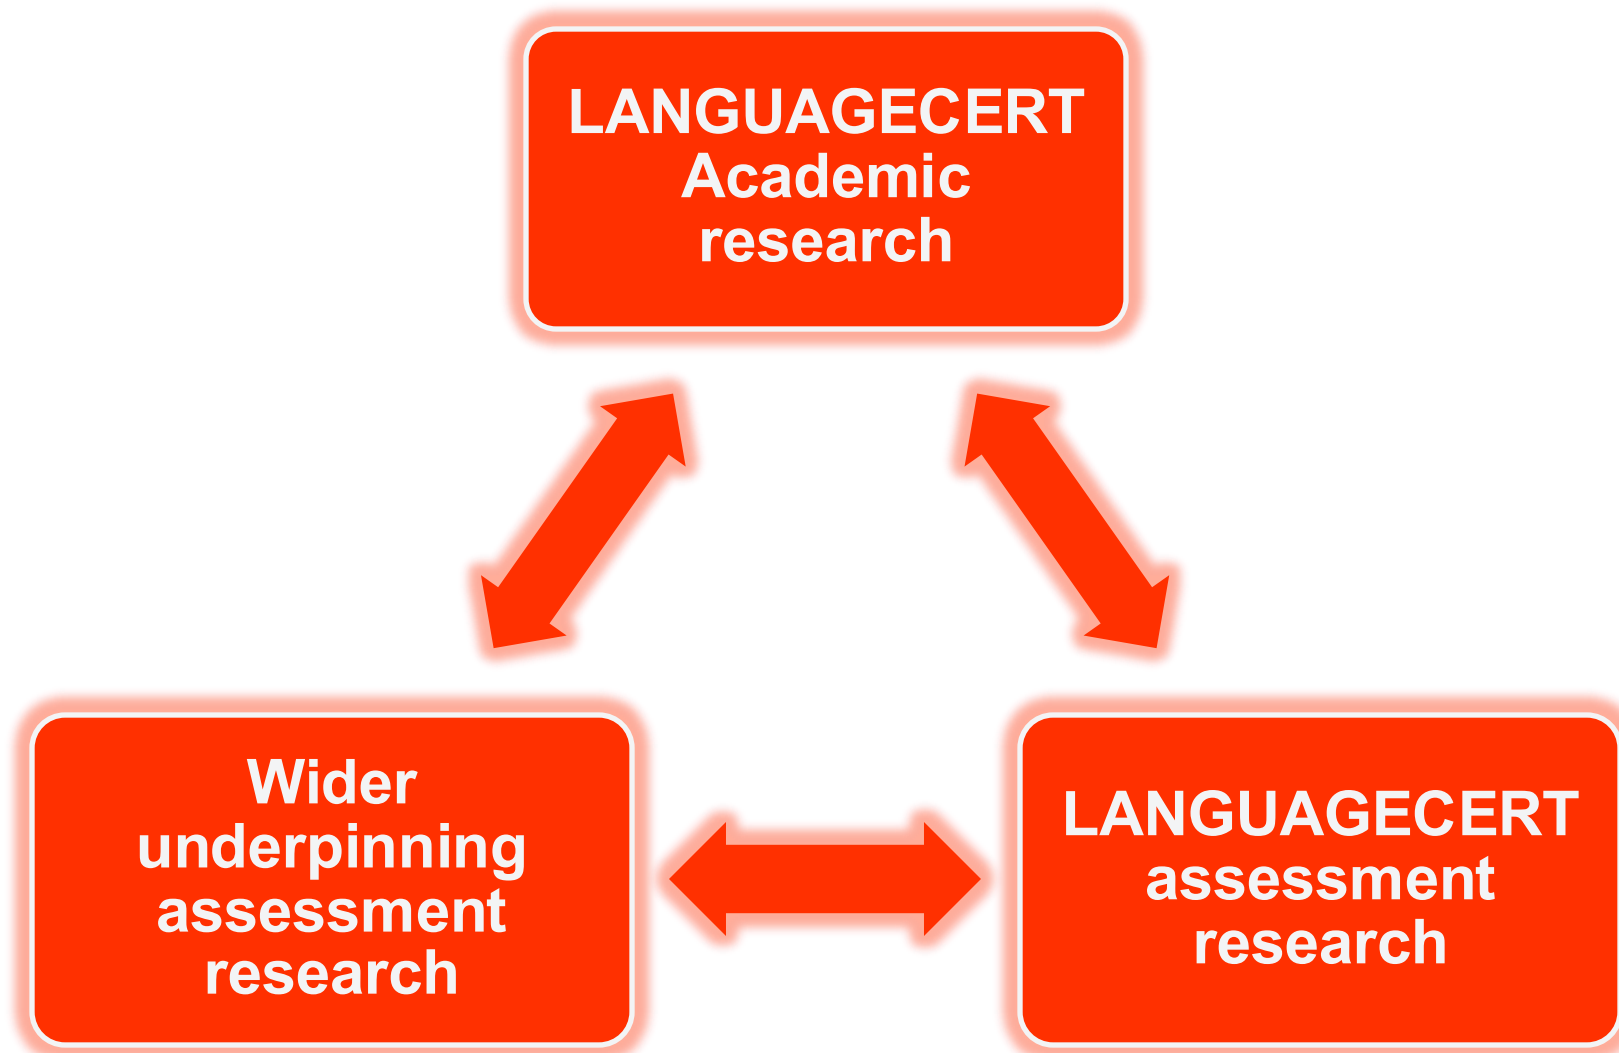 LANGUAGECERT
Academic
research
Wider
underpinning
assessment
research
LANGUAGECERT
assessment
research